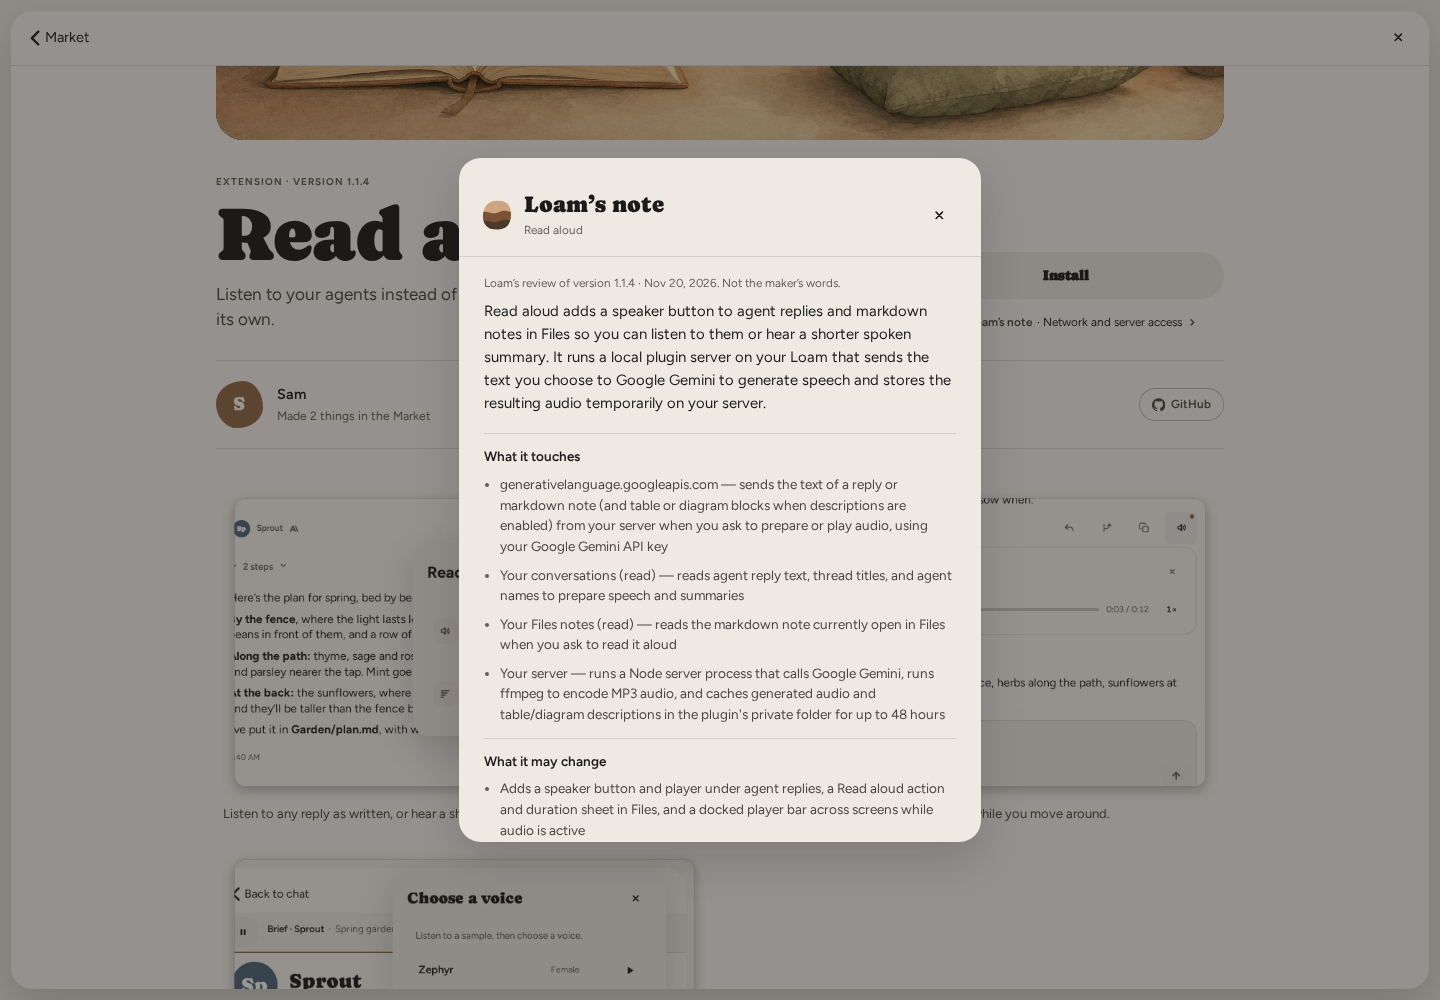 Market
EXTENSION · VERSION 1.1.4
Read a
Listen to your agents instead of
its own.
Install
am's note · Network and server access
S
Sam
Made 2 things in the Market
GitHub
Loam's note
Read aloud
Loam's review of version 1.1.4 · Nov 20, 2026. Not the maker's words.
Read aloud adds a speaker button to agent replies and markdown
notes in Files so you can listen to them or hear a shorter spoken
summary. It runs a local plugin server on your Loam that sends the
text you choose to Google Gemini to generate speech and stores the
resulting audio temporarily on your server.
What it touches
• generativelanguage.googleapis.com — sends the text of a reply or
markdown note (and table or diagram blocks when descriptions are
enabled) from your server when you ask to prepare or play audio, using
your Google Gemini API key
• Your conversations (read) — reads agent reply text, thread titles, and agent
names to prepare speech and summaries
• Your Files notes (read) — reads the markdown note currently open in Files
when you ask to read it aloud
• Your server — runs a Node server process that calls Google Gemini, runs
ffmpeg to encode MP3 audio, and caches generated audio and
table/diagram descriptions in the plugin's private folder for up to 48 hours
What it may change
• Adds a speaker button and player under agent replies, a Read aloud action
and duration sheet in Files, and a docked player bar across screens while
audio is active
Sp Sprout
2 steps
Here's the plan for spring, bed by be
By the fence, where the light lasts l
beans in front of them, and a row of
Along the path: thyme, sage and ros
and parsley nearer the tap. Mint goe
At the back: the sunflowers, where
and they'll be taller than the fence b
I've put it in Garden/plan.md, with w
:40 AM
Read
sow when.
0:03 / 0:12 1×
ce, herbs along the path, sunflowers at
Listen to any reply as written, or hear a sh
while you move around.
Back to chat
Brief · Sprout · Spring garde
Sp Sprout
Choose a voice
Listen to a sample, then choose a voice.
Zephyr Female